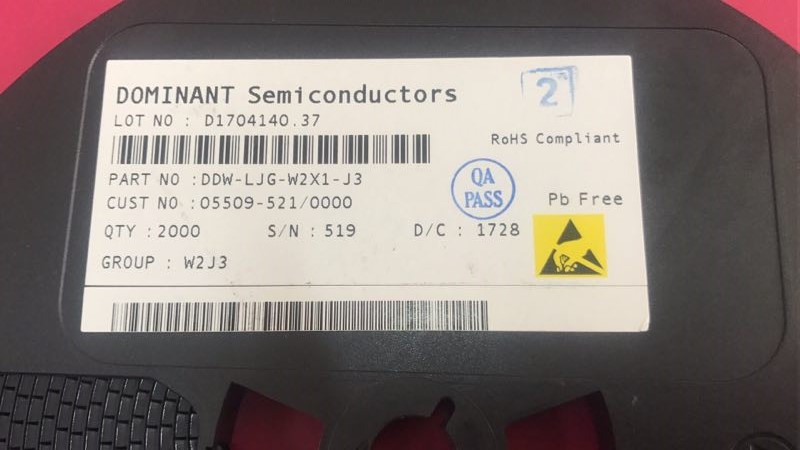 DOMINANT Semiconductors
2
LOT NO : D1704140.37
RoHS Compliant
PART NO :DDW-LJG-W2X1-J3
QA
PASS
CUST NO :05509-521/0000
Pb Free
QTY :2000 S/N : 519 D/C : 1728
GROUP : W2J3